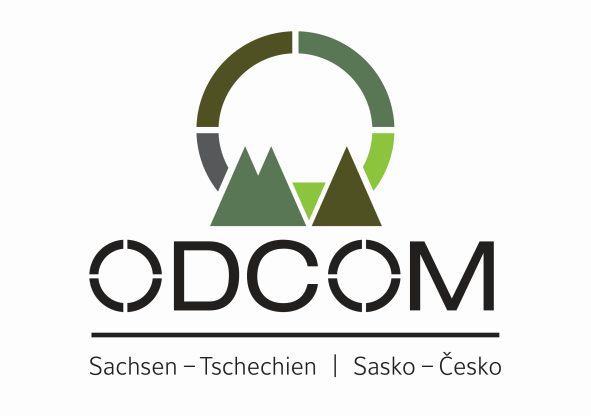 ODCOM
Sachsen – Tschechien | Sasko – Česko